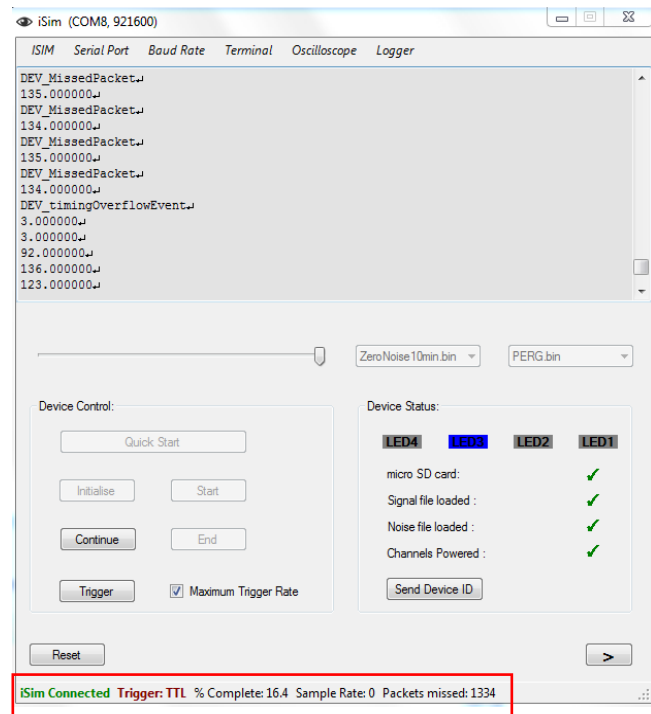 iSim (COM8, 921600)
ISIM Serial Port Baud Rate Terminal Oscilloscope Logger
DEV_MissedPacket↵
135.000000↵
DEV_MissedPacket↵
134.000000↵
DEV_MissedPacket↵
135.000000↵
DEV_MissedPacket↵
134.000000↵
DEV_timingOverflowEvent↵
3.000000↵
3.000000↵
92.000000↵
136.000000↵
123.000000↵
ZeroNoise10min.bin PERG.bin
Device Control:
Quick Start
Initialise Start
Continue End
Trigger Maximum Trigger Rate
Device Status:
LED4 LED3 LED2 LED1
micro SD card:
Signal file loaded :
Noise file loaded :
Channels Powered :
Send Device ID
Reset >
iSim Connected Trigger: TTL % Complete: 16.4 Sample Rate: 0 Packets missed: 1334